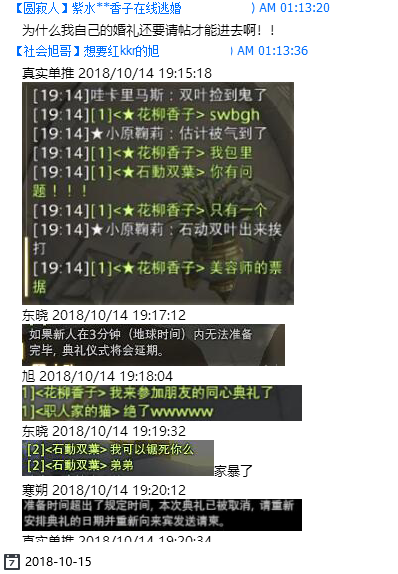 【圆寂人】紫水**香子在线逃婚 ) AM 01:13:20
为什么我自己的婚礼还要请帖才能进去啊！！
【社会旭哥】想要红kkr的旭 ) AM 01:13:36
真实单推 2018/10/14 19:15:18
[19:14]哇卡里马斯：双叶捡到鬼了
[19:14][1]<★花柳香子> swbgh
[19:14]★小原鞠莉：估计被气到了
[19:14][1]<★花柳香子> 我包里
[19:14][1]<★石動双葉> 你有问
题！！！
[19:14][1]<★花柳香子> 只有一个
[19:14]★小原鞠莉：石动双叶出来挨
打
[19:14][1]<★花柳香子> 美容师的票
据
东晓 2018/10/14 19:17:12
如果新人在3分钟（地球时间）内无法准备
完毕，典礼仪式将会延期。
旭 2018/10/14 19:18:04
1]<花柳香子> 我来参加朋友的同心典礼了
1]<职人家的猫> 绝了wwwww
东晓 2018/10/14 19:19:32
[2]<石動双葉> 我可以锯死你么
[2]<石動双葉> 弟弟
家暴了
寒朔 2018/10/14 19:20:12
准备时间超出了规定时间，本次典礼已被取消，请重新
安排典礼的日期并重新向来宾发送请柬。
真实单推 2018/10/14 19:20:34
7 2018-10-15